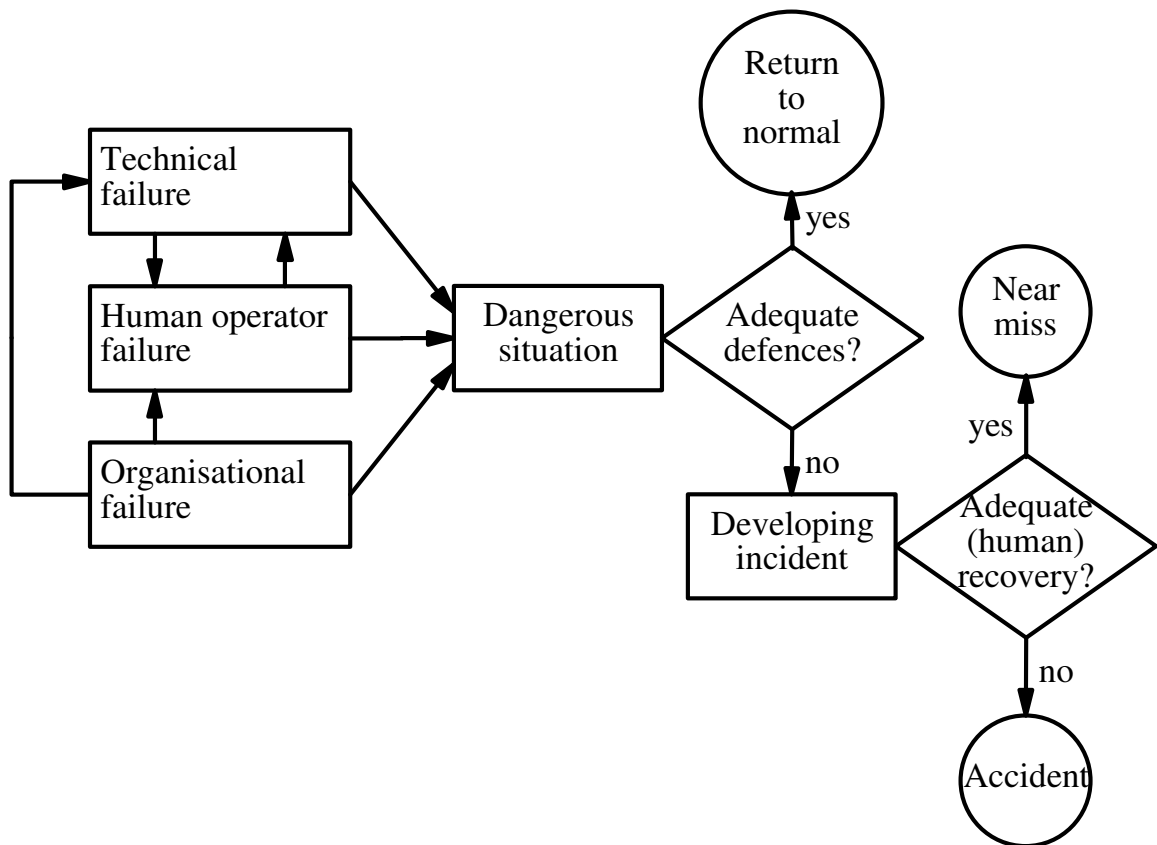 Return
to
normal
Technical
failure
yes
Human operator
failure
Dangerous
situation
Adequate
defences?
Near
miss
yes
no
Organisational
failure
Developing
incident
Adequate
(human)
recovery?
no
Accident